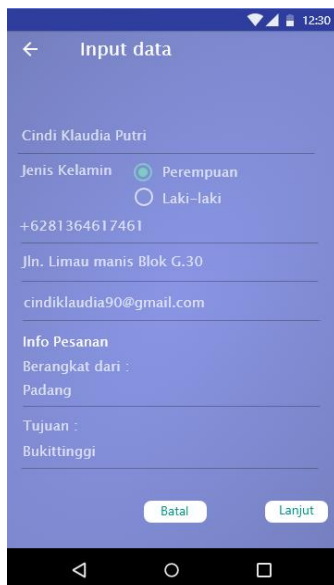 12:30
Input data
Cindi Klaudia Putri
Jenis Kelamin Perempuan
Laki-laki
+6281364617461
Jln. Limau manis Blok G.30
cindiklaudia90@gmail.com
Info Pesanan
Berangkat dari :
Padang
Tujuan :
Bukittinggi
Batal Lanjut